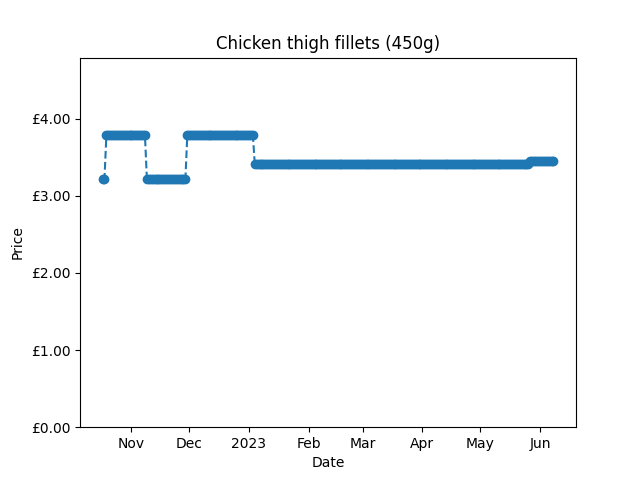 Chicken thigh fillets (450g)
£4.00
£3.00
£2.00
£1.00
£0.00
Price
Nov Dec 2023 Feb Mar Apr May Jun
Date